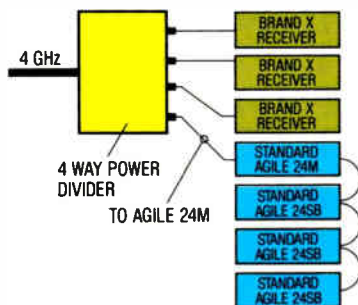 4 GHz
BRAND X
RECEIVER
BRAND X
RECEIVER
BRAND X
RECEIVER
4 WAY POWER
DIVIDER
TO AGILE 24M
STANDARD
AGILE 24M
STANDARD
AGILE 24SB
STANDARD
AGILE 24SB
STANDARD
AGILE 24SB